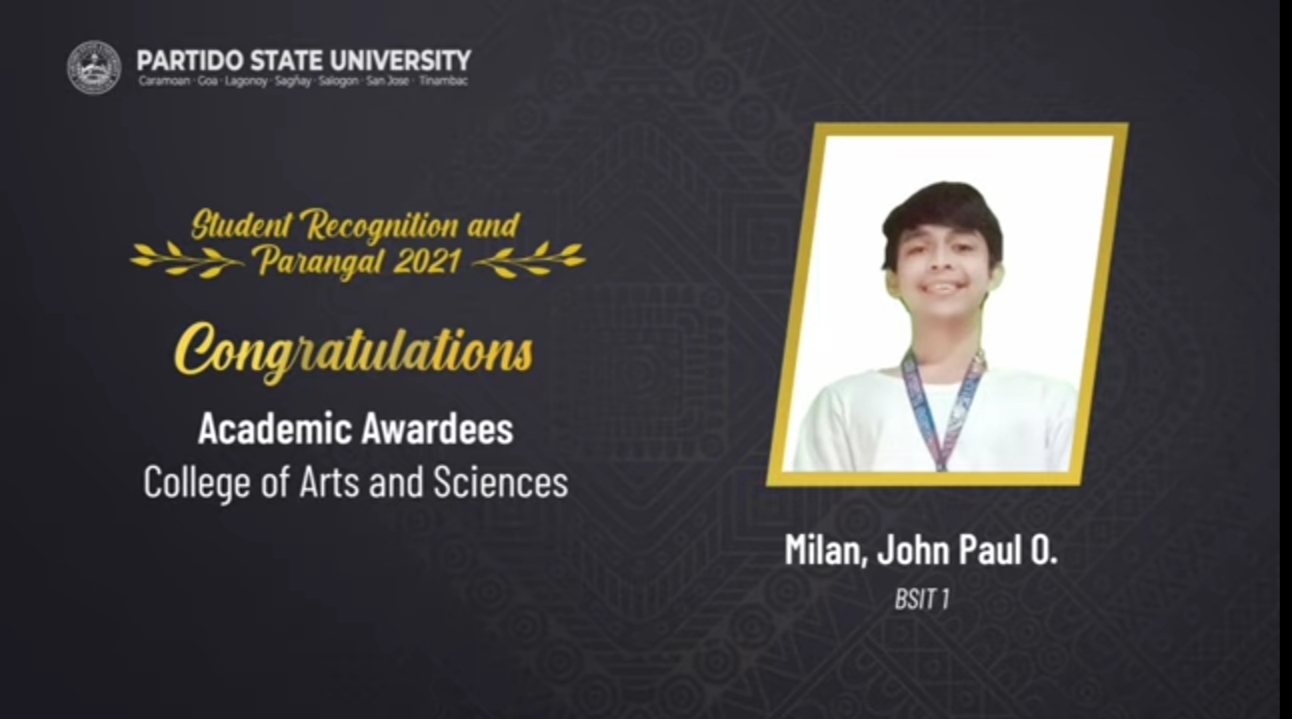 PARTIDO STATE UNIVERSITY
Caramoan · Goa · Lagonoy · Sagñay · Salogon · San Jose · Tinambac
Student Recognition and
Parangal 2021
Congratulations
Academic Awardees
College of Arts and Sciences
Milan, John Paul O.
BSIT 1